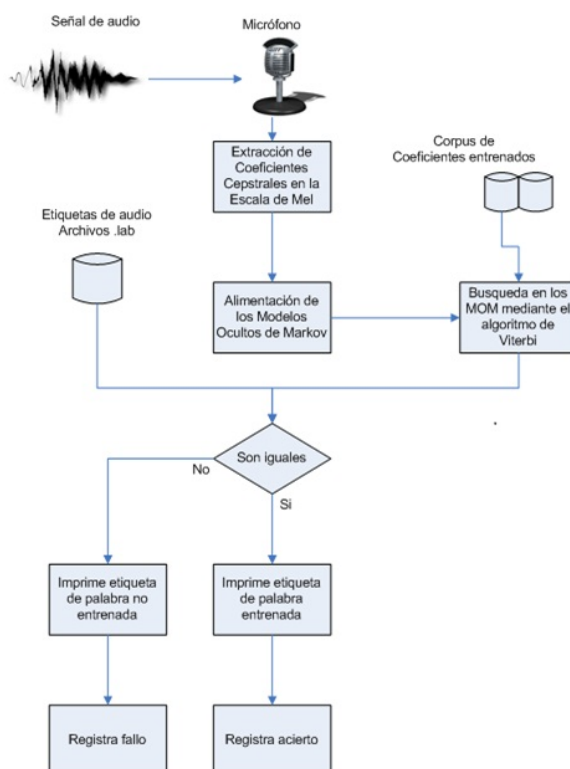 Señal de audio
Micrófono
Extracción de
Coeficientes
Cepstrales en la
Escala de Mel
Corpus de
Coeficientes entrenados
Etiquetas de audio
Archivos .lab
Alimentación de
los Modelos
Ocultos de Markov
Busqueda en los
MOM mediante el
algoritmo de
Viterbi
Son iguales
No
Si
Imprime etiqueta
de palabra no
entrenada
Imprime etiqueta
de palabra
entrenada
Registra fallo
Registra acierto